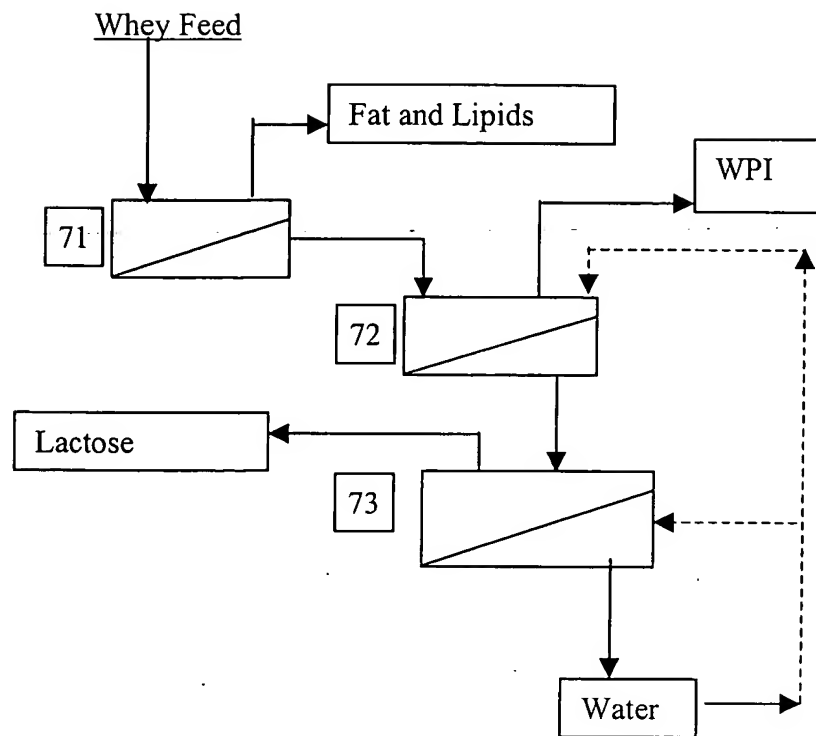 Whey Feed
Fat and Lipids
WPI
71
72
Lactose
73
Water